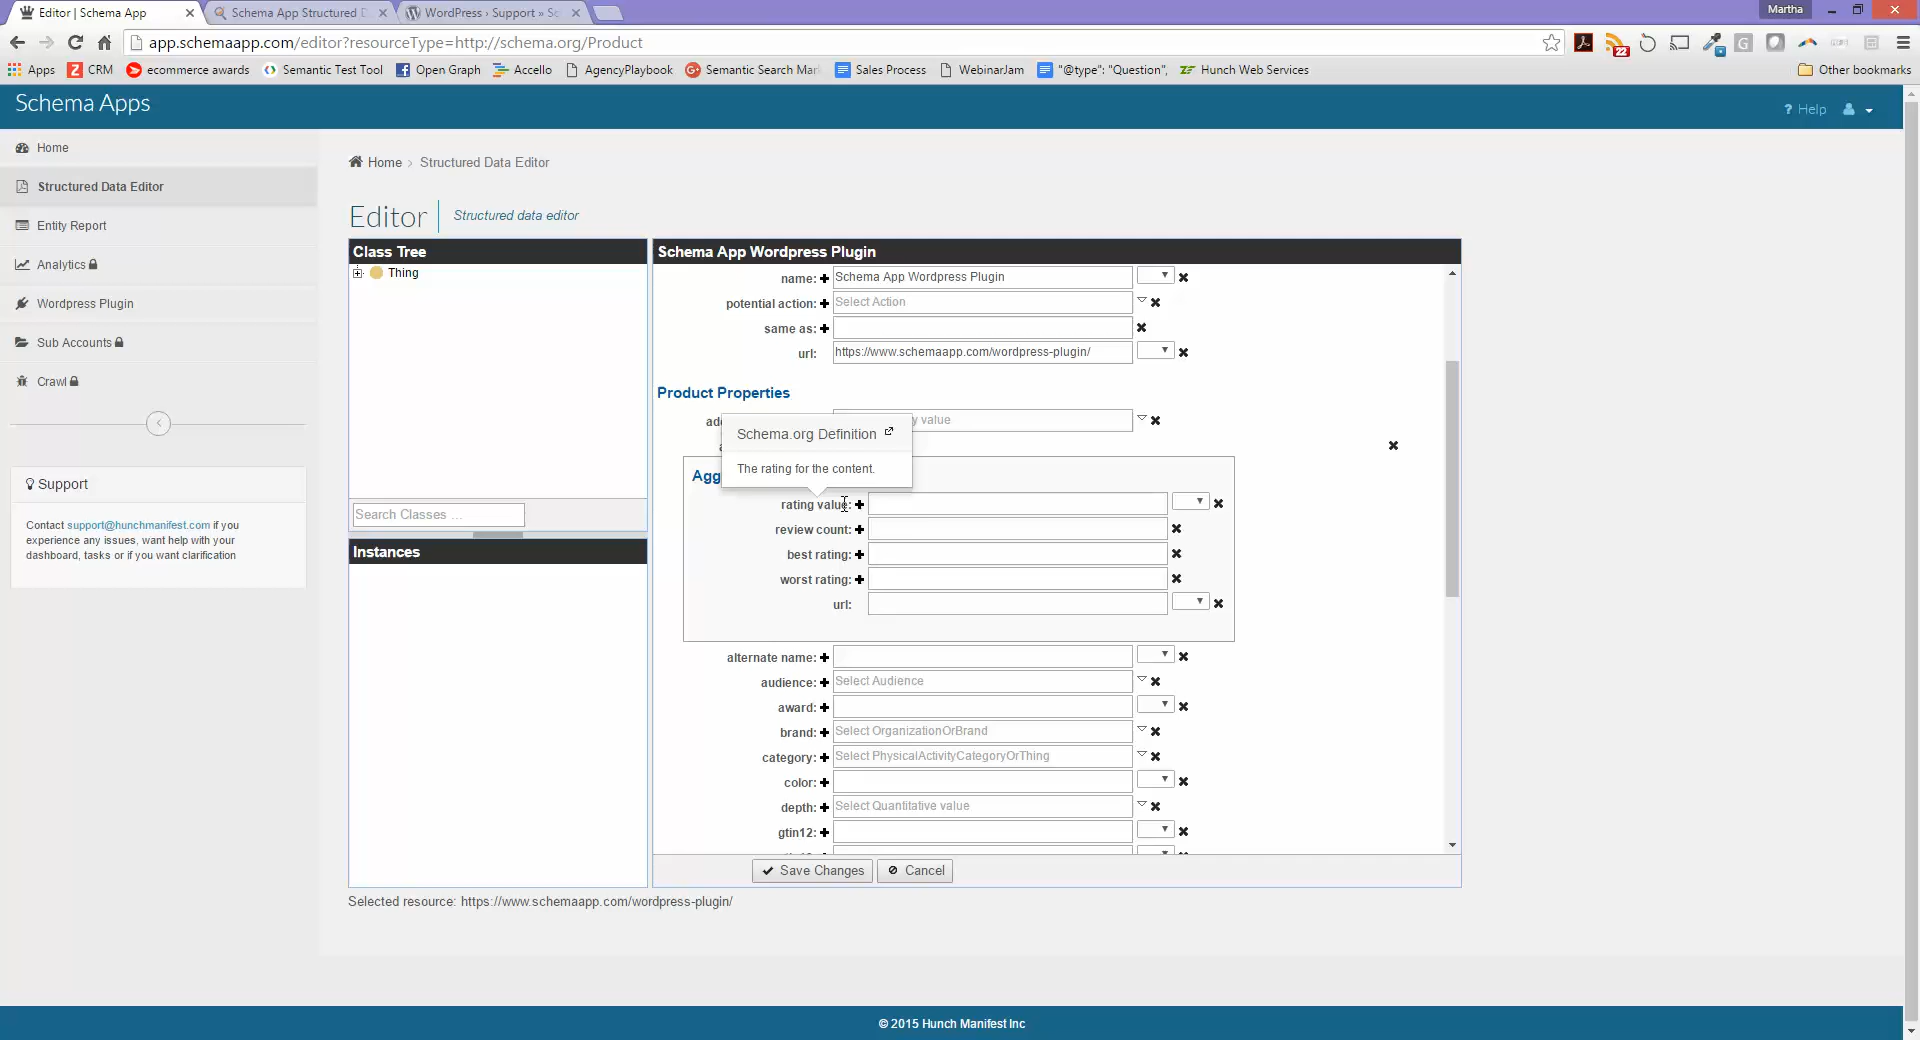 Editor | Schema App
Schema App Structured D
WordPress › Support » Sc
Martha
app.schemaapp.com/editor?resourceType=http://schema.org/Product
22
Apps
CRM
ecommerce awards
Semantic Test Tool
Open Graph
Accello
AgencyPlaybook
Semantic Search Mark
Sales Process
WebinarJam
"@type": "Question",
Hunch Web Services
Other bookmarks
Schema Apps
? Help
Home
Structured Data Editor
Entity Report
Analytics
Wordpress Plugin
Sub Accounts
Crawl
Support
Contact support@hunchmanifest.com if you
experience any issues, want help with your
dashboard, tasks or if you want clarification
Home > Structured Data Editor
Editor
Structured data editor
Class Tree
Thing
Search Classes ...
Instances
Schema App Wordpress Plugin
name: Schema App Wordpress Plugin
potential action: Select Action
same as:
url: https://www.schemaapp.com/wordpress-plugin/
Product Properties
add y value
Schema.org Definition
The rating for the content.
Agg
rating value:
review count:
best rating:
worst rating:
url:
alternate name:
audience: Select Audience
award:
brand: Select OrganizationOrBrand
category: Select PhysicalActivityCategoryOrThing
color:
depth: Select Quantitative value
gtin12:
Save Changes
Cancel
Selected resource: https://www.schemaapp.com/wordpress-plugin/
© 2015 Hunch Manifest Inc